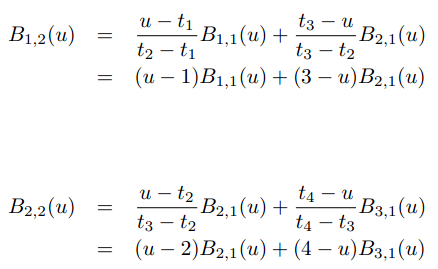 B_{1,2}(u) = \frac{u - t_1}{t_2 - t_1} B_{1,1}(u) + \frac{t_3 - u}{t_3 - t_2} B_{2,1}(u)
= (u - 1)B_{1,1}(u) + (3 - u)B_{2,1}(u)
B_{2,2}(u) = \frac{u - t_2}{t_3 - t_2} B_{2,1}(u) + \frac{t_4 - u}{t_4 - t_3} B_{3,1}(u)
= (u - 2)B_{2,1}(u) + (4 - u)B_{3,1}(u)